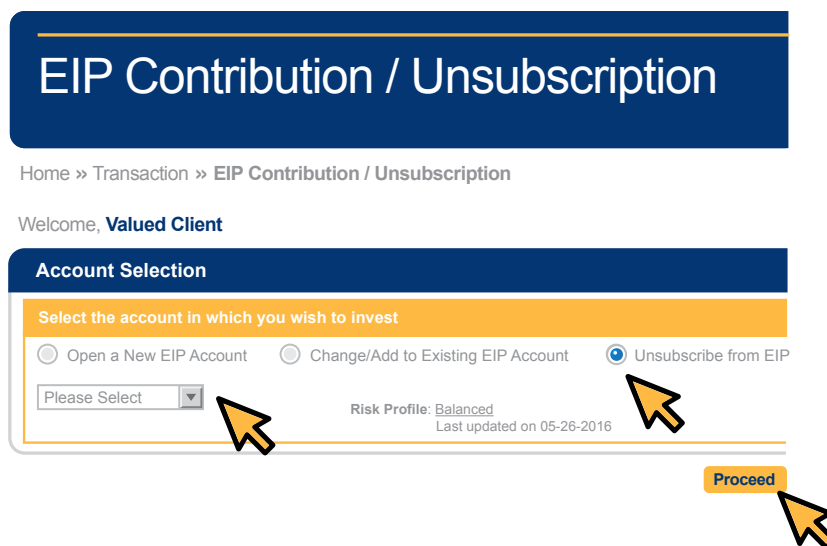 EIP Contribution / Unsubscription
Home » Transaction » EIP Contribution / Unsubscription
Welcome, Valued Client
Account Selection
Select the account in which you wish to invest
Open a New EIP Account Change/Add to Existing EIP Account Unsubscribe from EIP
Please Select
Risk Profile: Balanced
Last updated on 05-26-2016
Proceed